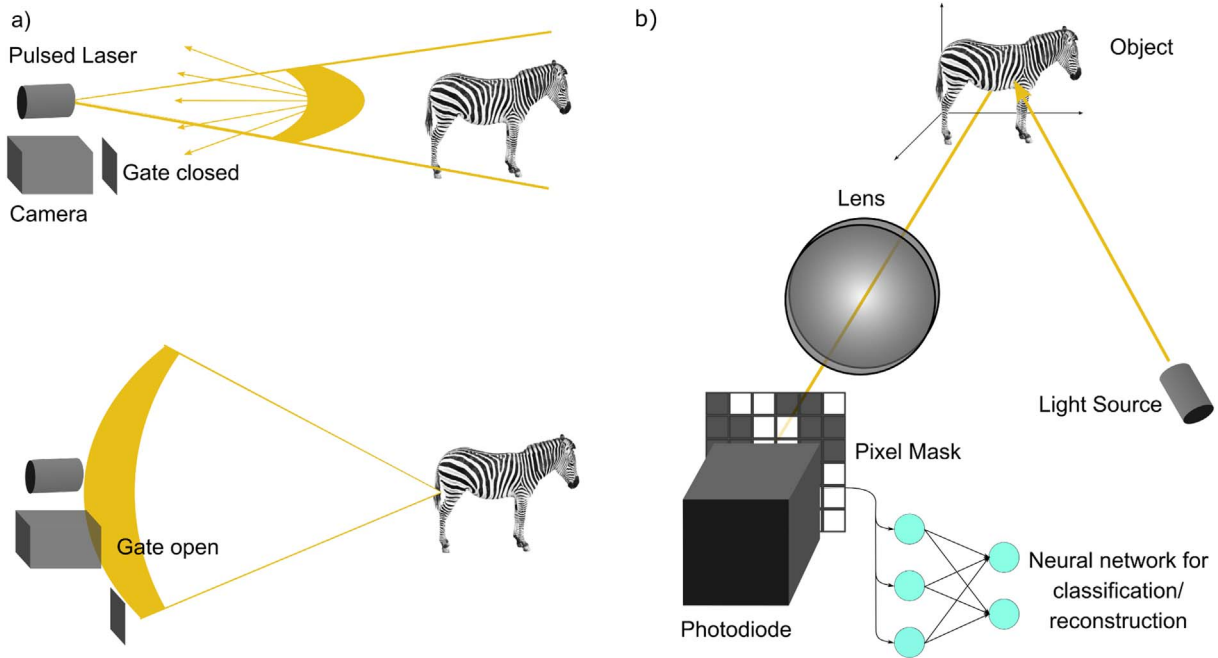 a)
Pulsed Laser
Gate closed
Camera
Gate open
b)
Object
Lens
Light Source
Pixel Mask
Neural network for
classification/
reconstruction
Photodiode